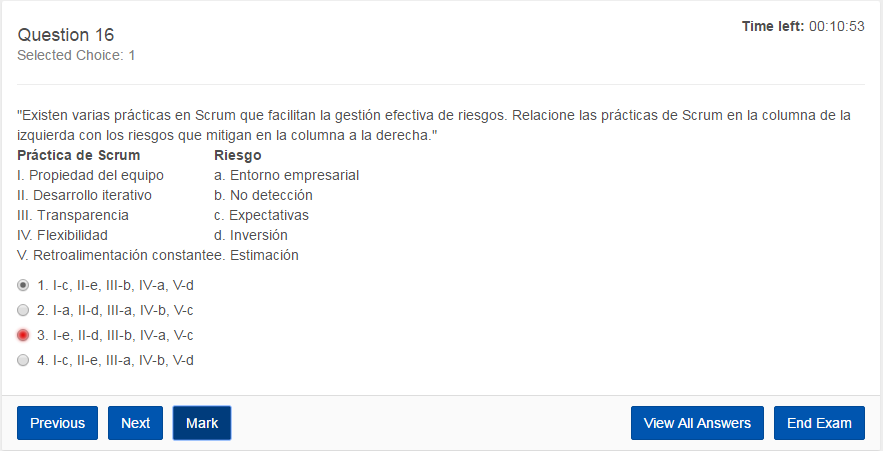 Question 16
Time left: 00:10:53
Selected Choice: 1
"Existen varias prácticas en Scrum que facilitan la gestión efectiva de riesgos. Relacione las prácticas de Scrum en la columna de la
izquierda con los riesgos que mitigan en la columna a la derecha."
Práctica de Scrum Riesgo
I. Propiedad del equipo a. Entorno empresarial
II. Desarrollo iterativo b. No detección
III. Transparencia c. Expectativas
IV. Flexibilidad d. Inversión
V. Retroalimentación constantee. Estimación
1. I-c, II-e, III-b, IV-a, V-d
2. I-a, II-d, III-a, IV-b, V-c
3. I-e, II-d, III-b, IV-a, V-c
4. I-c, II-e, III-a, IV-b, V-d
Previous Next Mark View All Answers End Exam